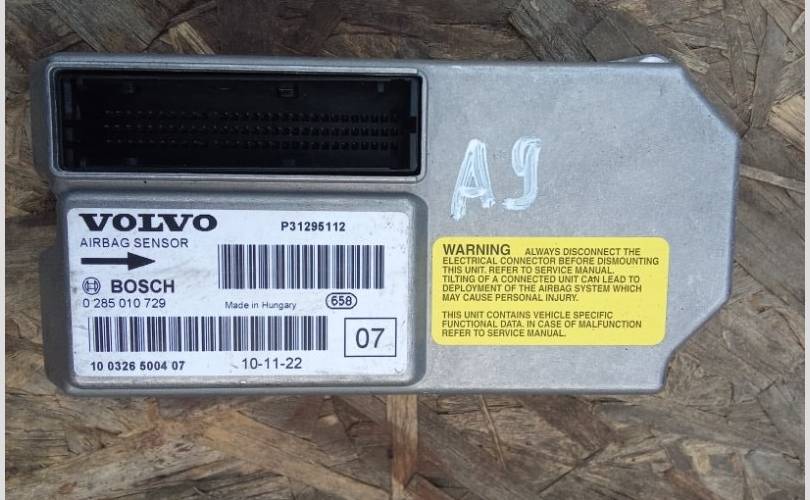 A9
VOLVO
P31295112
AIRBAG SENSOR
BOSCH
0 285 010 729
Made in Hungary
658
10 0326 5004 07
10-11-22
07
WARNING ALWAYS DISCONNECT THE
ELECTRICAL CONNECTOR BEFORE DISMOUNTING
THIS UNIT. REFER TO SERVICE MANUAL.
TILTING OF A CONNECTED UNIT CAN LEAD TO
DEPLOYMENT OF THE AIRBAG SYSTEM WHICH
MAY CAUSE PERSONAL INJURY.
THIS UNIT CONTAINS VEHICLE SPECIFIC
FUNCTIONAL DATA. IN CASE OF MALFUNCTION
REFER TO SERVICE MANUAL.